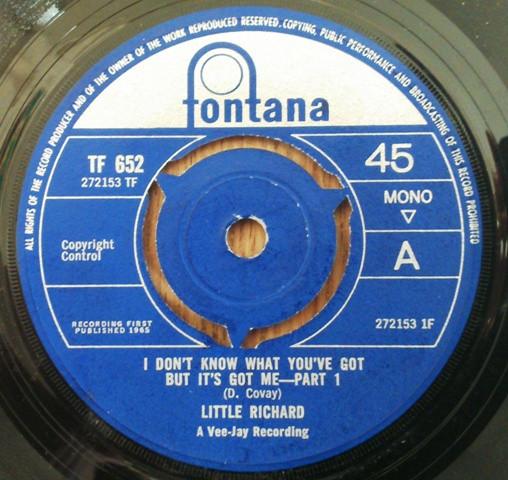 ALL RIGHTS OF THE RECORD PRODUCER AND OF THE OWNER OF THE WORK REPRODUCED RESERVED. COPYING, PUBLIC PERFORMANCE AND BROADCASTING OF THIS RECORD PROHIBITED
fontana
TF 652
272153 TF
45
MONO
Copyright
Control
A
RECORDING FIRST
PUBLISHED 1965
272153 1F
I DON'T KNOW WHAT YOU'VE GOT
BUT IT'S GOT ME—PART 1
(D. Covay)
LITTLE RICHARD
A Vee-Jay Recording